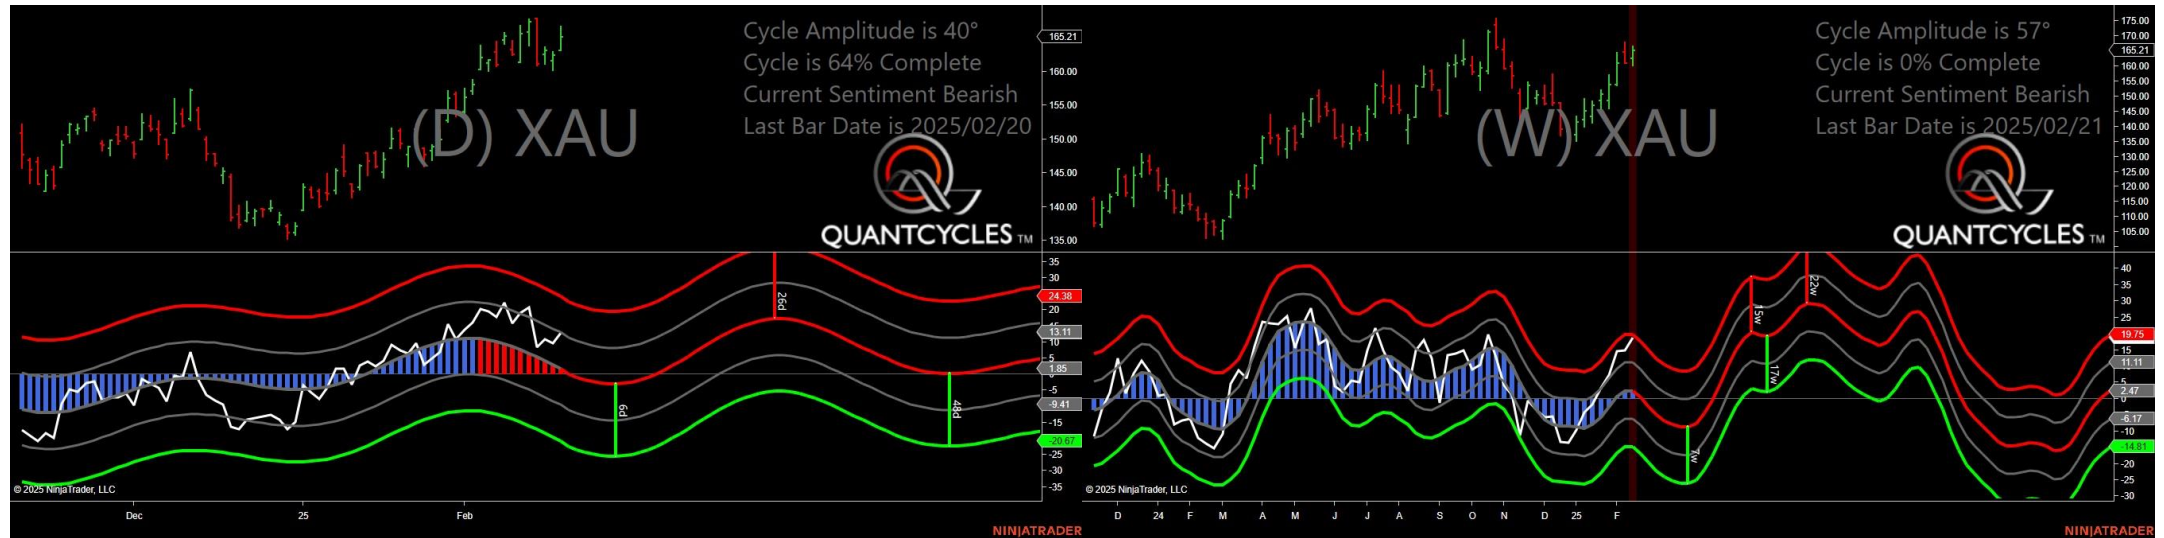 Cycle Amplitude is 40°
Cycle is 64% Complete
Current Sentiment Bearish
Last Bar Date is 2025/02/20
(D) XAU
QUANTCYCLES TM
165.21
160.00
155.00
150.00
145.00
140.00
135.00
35
30
24.38
13.11
10
5
1.85
-5
-9.41
-15
-20.67
-25
-30
-35
26d
6d
48d
© 2025 NinjaTrader, LLC
Dec
25
Feb
NINJATRADER
Cycle Amplitude is 57°
Cycle is 0% Complete
Current Sentiment Bearish
Last Bar Date is 2025/02/21
(W) XAU
QUANTCYCLES TM
175.00
170.00
165.21
160.00
155.00
150.00
145.00
140.00
135.00
130.00
125.00
120.00
115.00
110.00
105.00
40
35
30
25
19.75
15
11.11
5
2.47
0
-6.17
-10
-14.81
-20
-25
-30
15w
22w
17w
7w
© 2025 NinjaTrader, LLC
D 24 F M A M J J A S O N D 25 F
NINJATRADER